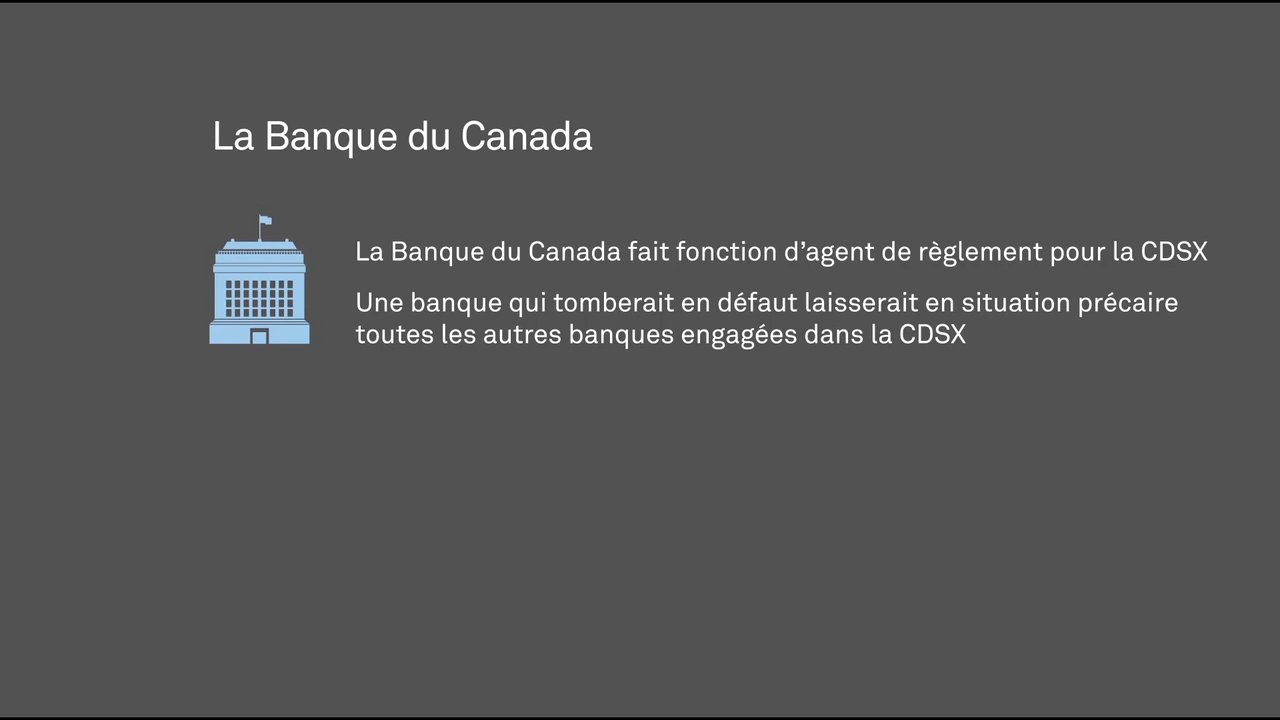 La Banque du Canada
La Banque du Canada fait fonction d’agent de règlement pour la CDSX
Une banque qui tomberait en défaut laisserait en situation précaire
toutes les autres banques engagées dans la CDSX